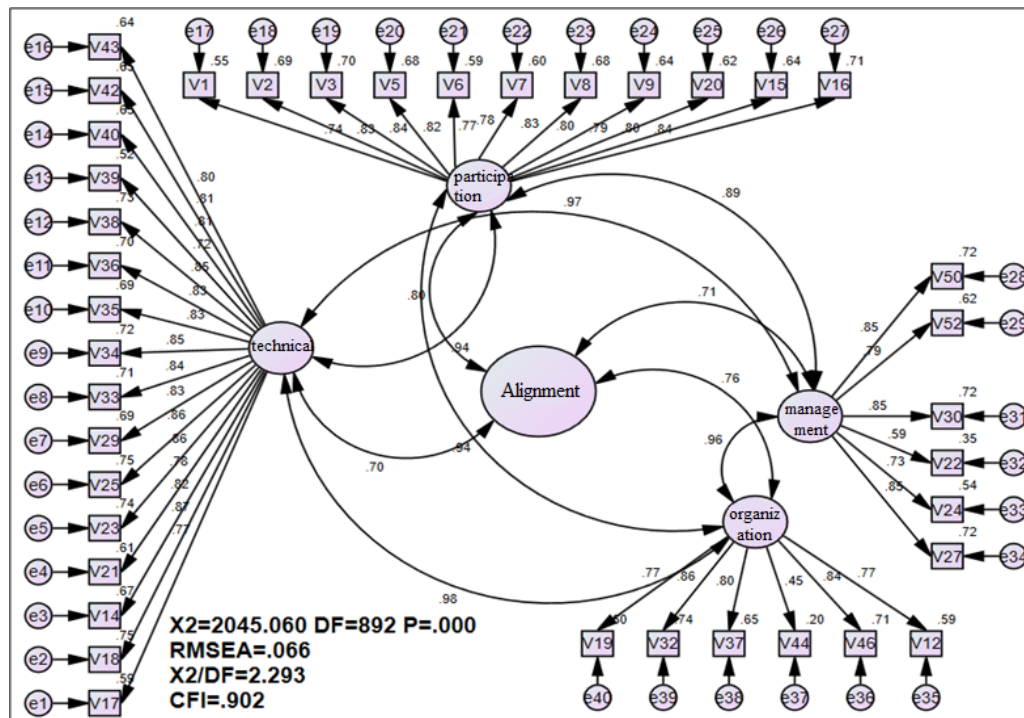 e17 e18 e19 e20 e21 e22 e23 e24 e25 e26 e27
.55 .69 .70 .68 .59 .60 .68 .64 .62 .64 .71
V1 V2 V3 V5 V6 V7 V8 V9 V20 V15 V16
.74 .83 .84 .82 .77 .78 .83 .80 .79 .80 .84
participa
tion
.64
e16 V43
.65
e15 V42
.65
e14 V40
.52
e13 V39
.73
e12 V38
.70
e11 V36
.69
e10 V35
.72
e9 V34
.71
e8 V33
.69
e7 V29
.75
e6 V25
.74
e5 V23
.61
e4 V21
.67
e3 V14
.75
e2 V18
.59
e1 V17
.80
.81
.81
.72
.85
.83
.83
.85
.84
.83
.86
.86
.78
.82
.87
.77
technical
.89
.97
.80
.94
.71
.76
.94
.70
.96
.98
Alignment
manage
ment
.72
V50 e28
.62
V52 e29
.72
V30 e31
.35
V22 e32
.54
V24 e33
.72
V27 e34
.85
.79
.85
.59
.73
.85
organiz
ation
.77 .86 .80 .45 .84 .77
.74 .65 .20 .71 .59
V19 V32 V37 V44 V46 V12
e40 e39 e38 e37 e36 e35
X2=2045.060 DF=892 P=.000
RMSEA=.066
X2/DF=2.293
CFI=.902